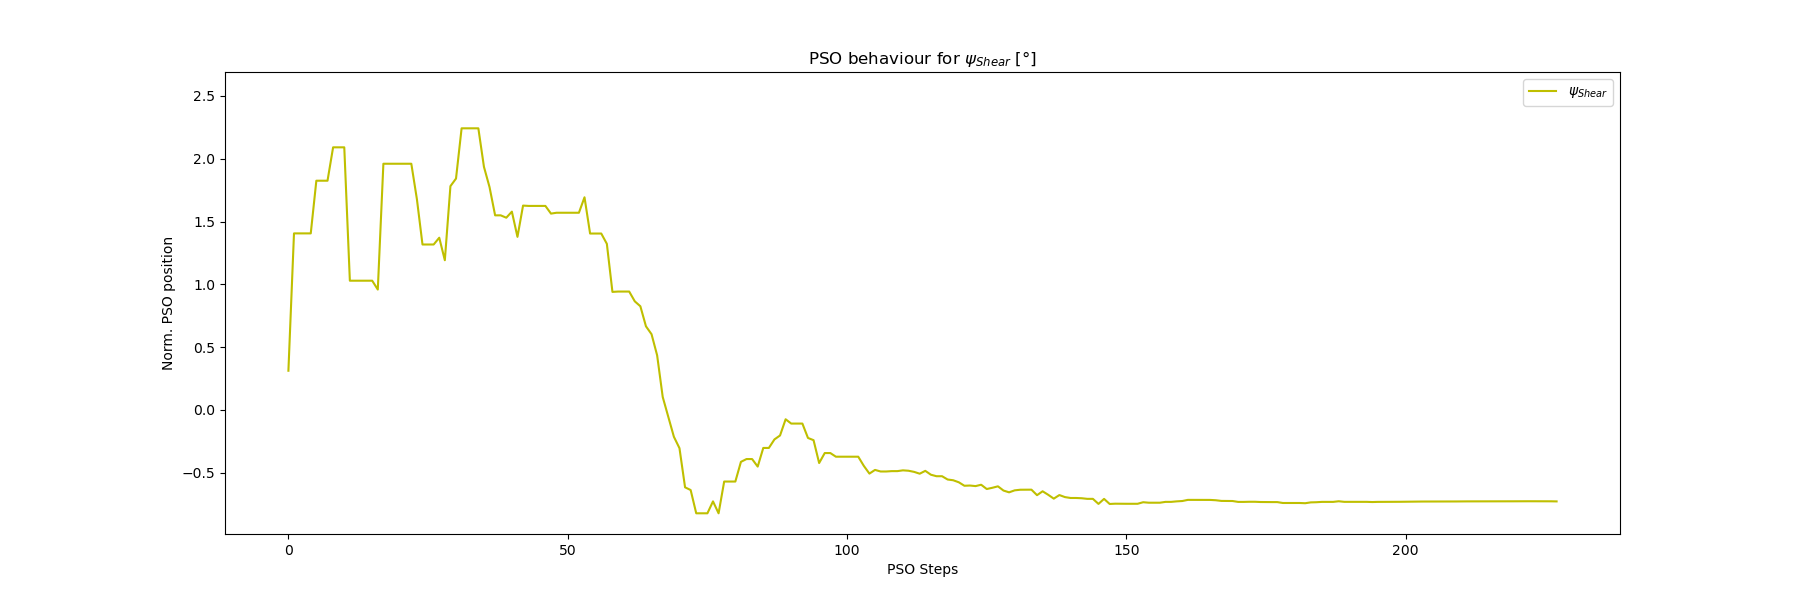 PSO behaviour for ψShear [°]
ψShear
2.5
2.0
1.5
1.0
0.5
0.0
−0.5
Norm. PSO position
0 50 100 150 200
PSO Steps